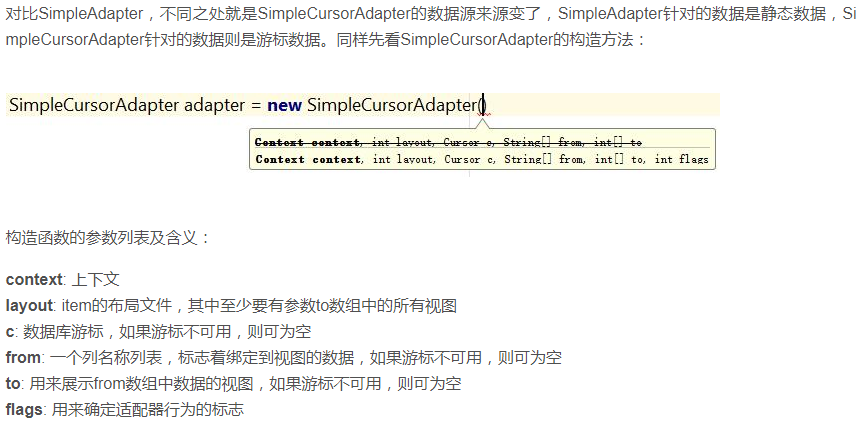 对比SimpleAdapter，不同之处就是SimpleCursorAdapter的数据源来源变了，SimpleAdapter针对的数据是静态数据，Si
mpleCursorAdapter针对的数据则是游标数据。同样先看SimpleCursorAdapter的构造方法：
SimpleCursorAdapter adapter = new SimpleCursorAdapter()
Context context, int layout, Cursor c, String[] from, int[] to
Context context, int layout, Cursor c, String[] from, int[] to, int flags
构造函数的参数列表及含义：
context: 上下文
layout: item的布局文件，其中至少要有参数to数组中的所有视图
c: 数据库游标，如果游标不可用，则可为空
from: 一个列名称列表，标志着绑定到视图的数据，如果游标不可用，则可为空
to: 用来展示from数组中数据的视图，如果游标不可用，则可为空
flags: 用来确定适配器行为的标志